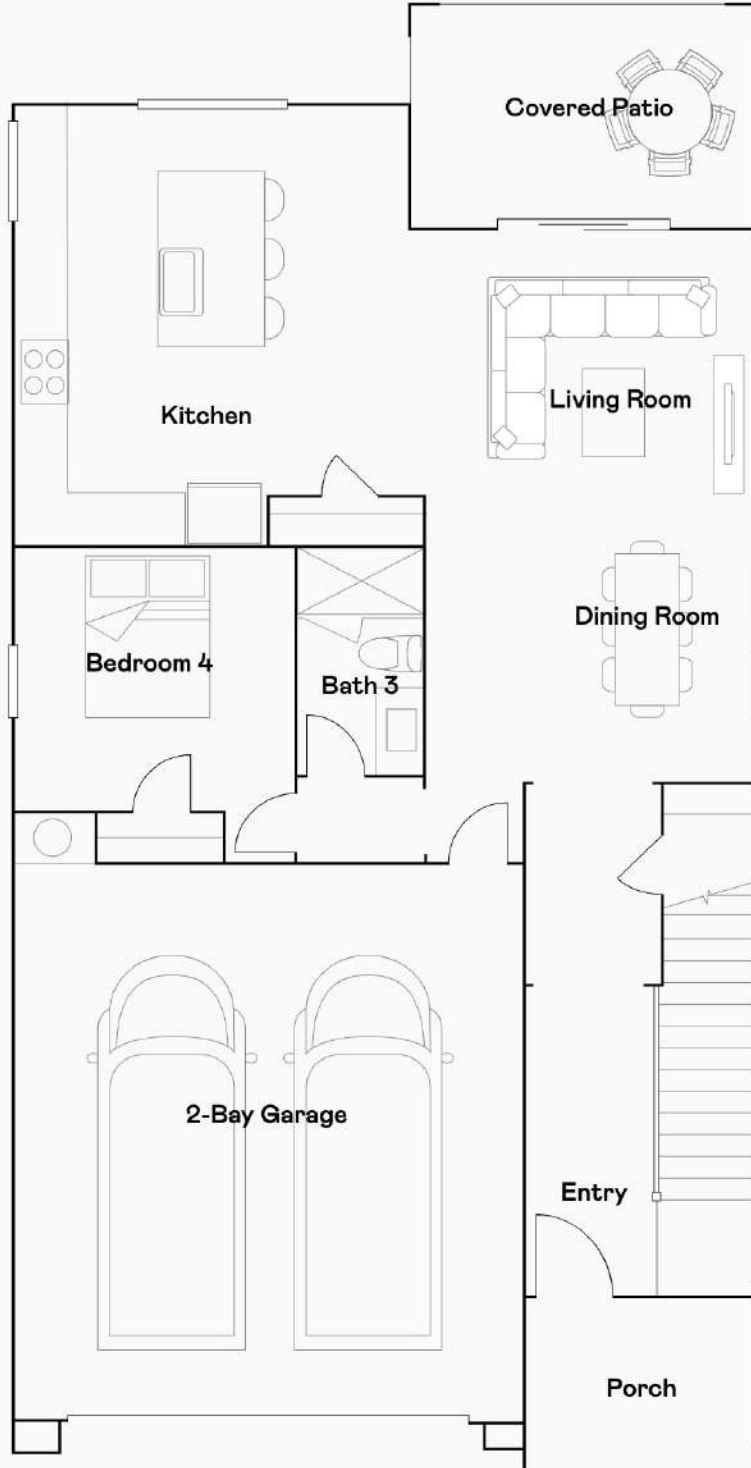 Covered Patio
Living Room
Kitchen
Dining Room
Bedroom 4
Bath 3
2-Bay Garage
Entry
Porch